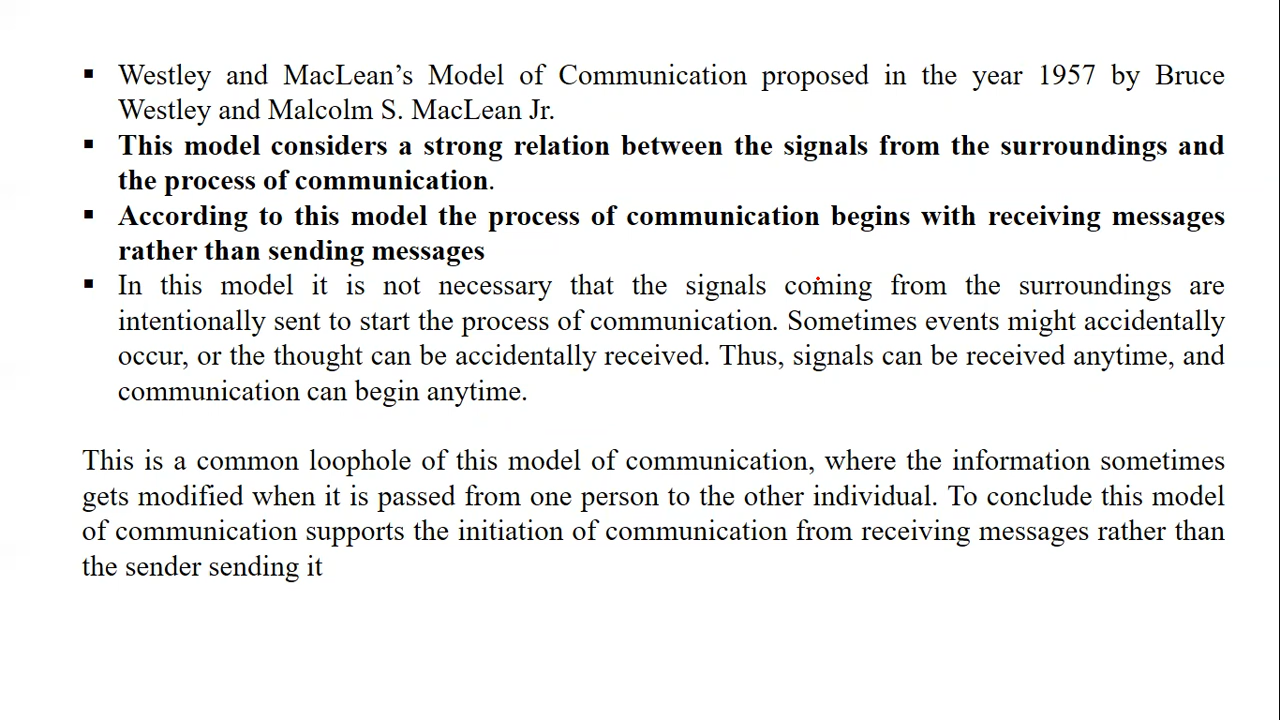 ▪ Westley and MacLean’s Model of Communication proposed in the year 1957 by Bruce
Westley and Malcolm S. MacLean Jr.
▪ This model considers a strong relation between the signals from the surroundings and
the process of communication.
▪ According to this model the process of communication begins with receiving messages
rather than sending messages
▪ In this model it is not necessary that the signals coming from the surroundings are
intentionally sent to start the process of communication. Sometimes events might accidentally
occur, or the thought can be accidentally received. Thus, signals can be received anytime, and
communication can begin anytime.
This is a common loophole of this model of communication, where the information sometimes
gets modified when it is passed from one person to the other individual. To conclude this model
of communication supports the initiation of communication from receiving messages rather than
the sender sending it